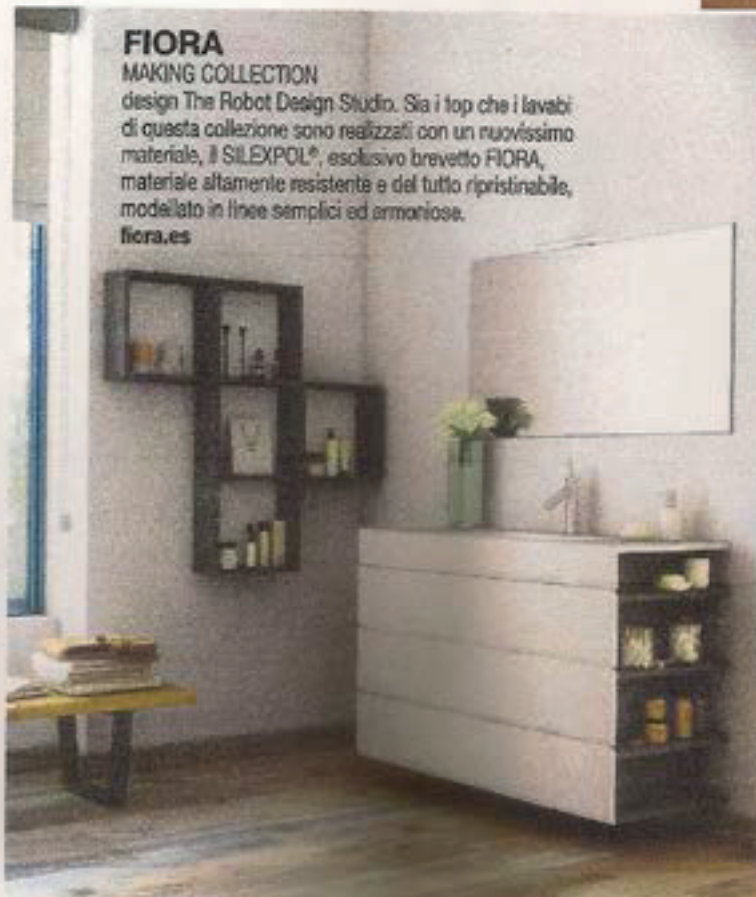 FIORA
MAKING COLLECTION
design The Robot Design Studio. Sia i top che i lavabi
di questa collezione sono realizzati con un nuovissimo
materiale, il SILEXPOL®, esclusivo brevetto FIORA,
materiale altamente resistente e del tutto ripristinabile,
modellato in linee semplici ed armoniose.
fiora.es